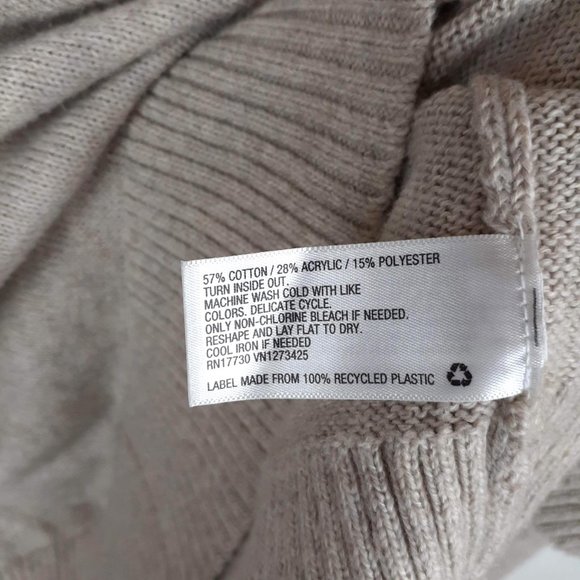 57% COTTON / 28% ACRYLIC / 15% POLYESTER
TURN INSIDE OUT.
MACHINE WASH COLD WITH LIKE
COLORS. DELICATE CYCLE.
ONLY NON-CHLORINE BLEACH IF NEEDED.
RESHAPE AND LAY FLAT TO DRY.
COOL IRON IF NEEDED
RN17730 VN1273425
LABEL MADE FROM 100% RECYCLED PLASTIC